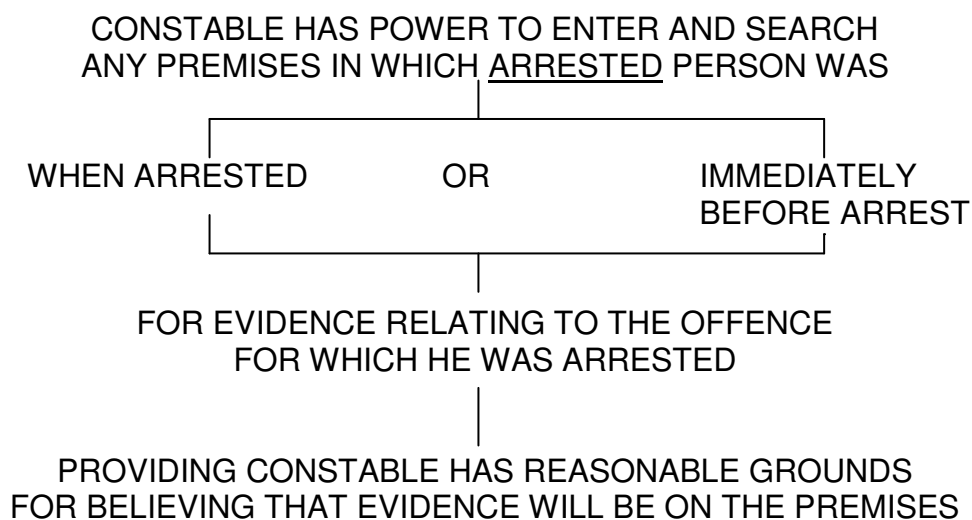 CONSTABLE HAS POWER TO ENTER AND SEARCH
ANY PREMISES IN WHICH ARRESTED PERSON WAS
WHEN ARRESTED OR IMMEDIATELY
BEFORE ARREST
FOR EVIDENCE RELATING TO THE OFFENCE
FOR WHICH HE WAS ARRESTED
PROVIDING CONSTABLE HAS REASONABLE GROUNDS
FOR BELIEVING THAT EVIDENCE WILL BE ON THE PREMISES